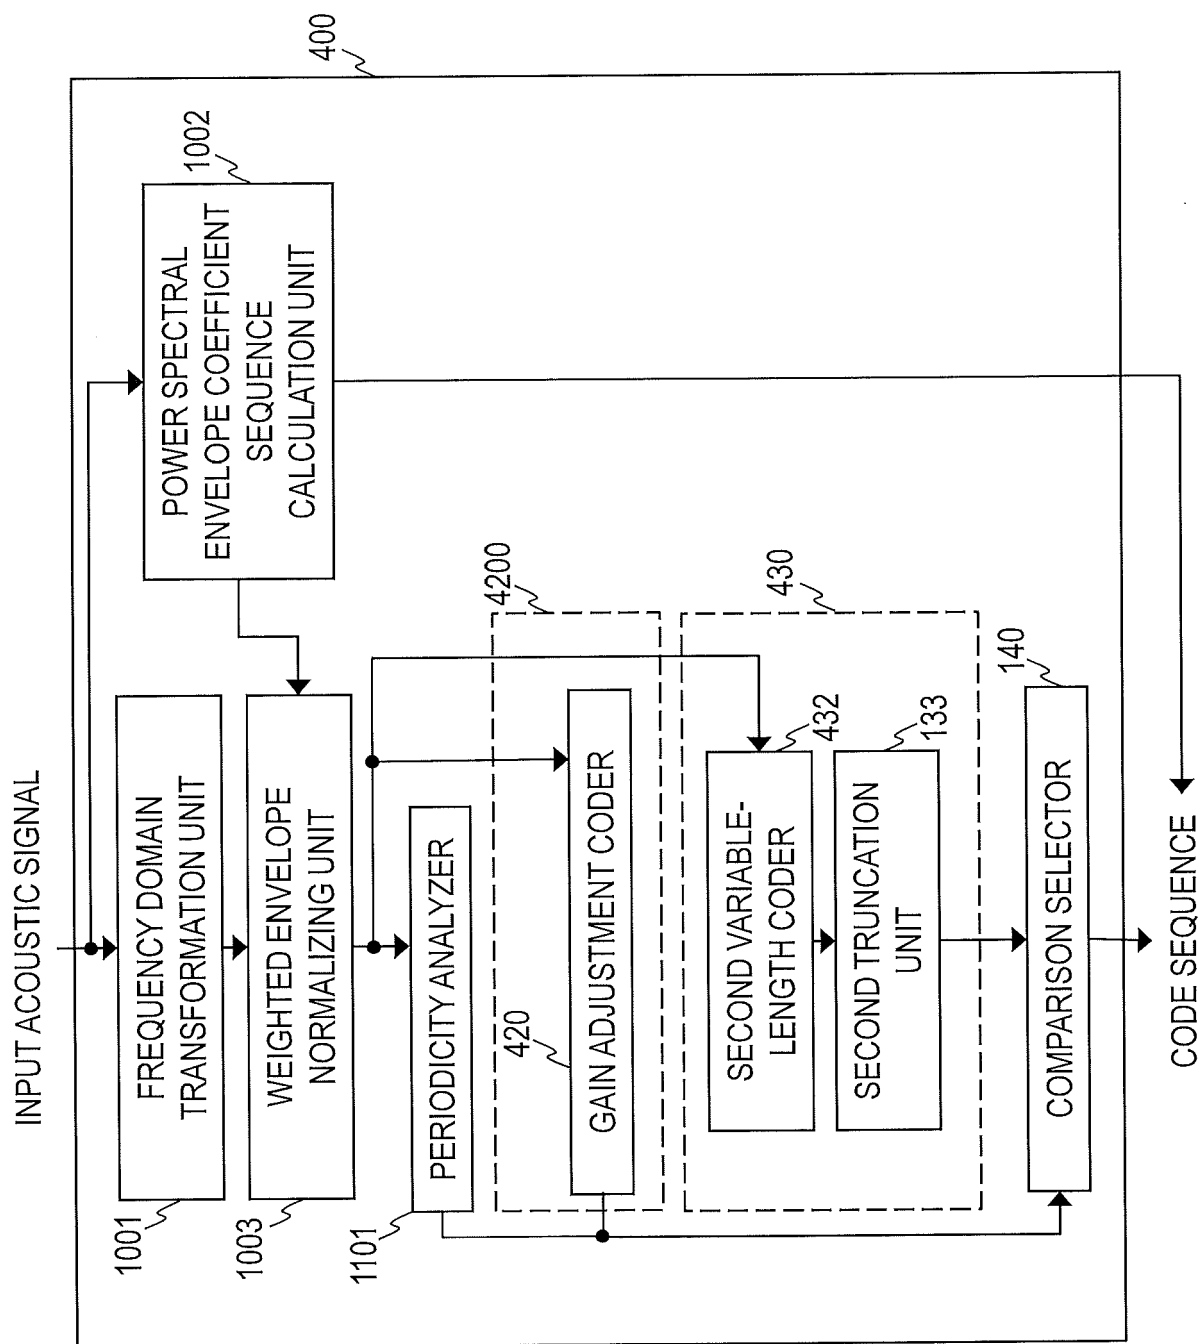 400
INPUT ACOUSTIC SIGNAL
1002
POWER SPECTRAL
ENVELOPE COEFFICIENT
SEQUENCE
CALCULATION UNIT
1001
FREQUENCY DOMAIN
TRANSFORMATION UNIT
1003
WEIGHTED ENVELOPE
NORMALIZING UNIT
1101
PERIODICITY ANALYZER
4200
420
GAIN ADJUSTMENT CODER
430
432
SECOND VARIABLE-
LENGTH CODER
133
SECOND TRUNCATION
UNIT
140
COMPARISON SELECTOR
CODE SEQUENCE